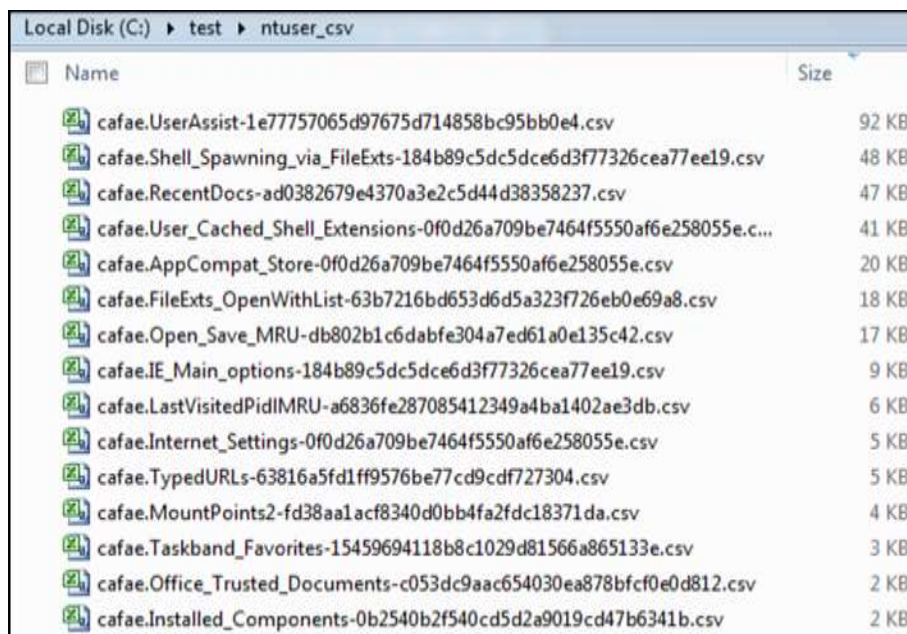 Local Disk (C:) ▸ test ▸ ntuser_csv
Name Size
cafae.UserAssist-1e77757065d97675d714858bc95bb0e4.csv 92 KB
cafae.Shell_Spawning_via_FileExts-184b89c5dc5dce6d3f77326cea77ee19.csv 48 KB
cafae.RecentDocs-ad0382679e4370a3e2c5d44d38358237.csv 47 KB
cafae.User_Cached_Shell_Extensions-0f0d26a709be7464f5550af6e258055e.c... 41 KB
cafae.AppCompat_Store-0f0d26a709be7464f5550af6e258055e.csv 20 KB
cafae.FileExts_OpenWithList-63b7216bd653d6d5a323f726eb0e69a8.csv 18 KB
cafae.Open_Save_MRU-db802b1c6dabfe304a7ed61a0e135c42.csv 17 KB
cafae.IE_Main_options-184b89c5dc5dce6d3f77326cea77ee19.csv 9 KB
cafae.LastVisitedPidlMRU-a6836fe287085412349a4ba1402ae3db.csv 6 KB
cafae.Internet_Settings-0f0d26a709be7464f5550af6e258055e.csv 5 KB
cafae.TypedURLs-63816a5fd1ff9576be77cd9cdf727304.csv 5 KB
cafae.MountPoints2-fd38aa1acf8340d0bb4fa2fdc18371da.csv 4 KB
cafae.Taskband_Favorites-15459694118b8c1029d81566a865133e.csv 3 KB
cafae.Office_Trusted_Documents-c053dc9aac654030ea878bfcf0e0d812.csv 2 KB
cafae.Installed_Components-0b2540b2f540cd5d2a9019cd47b6341b.csv 2 KB